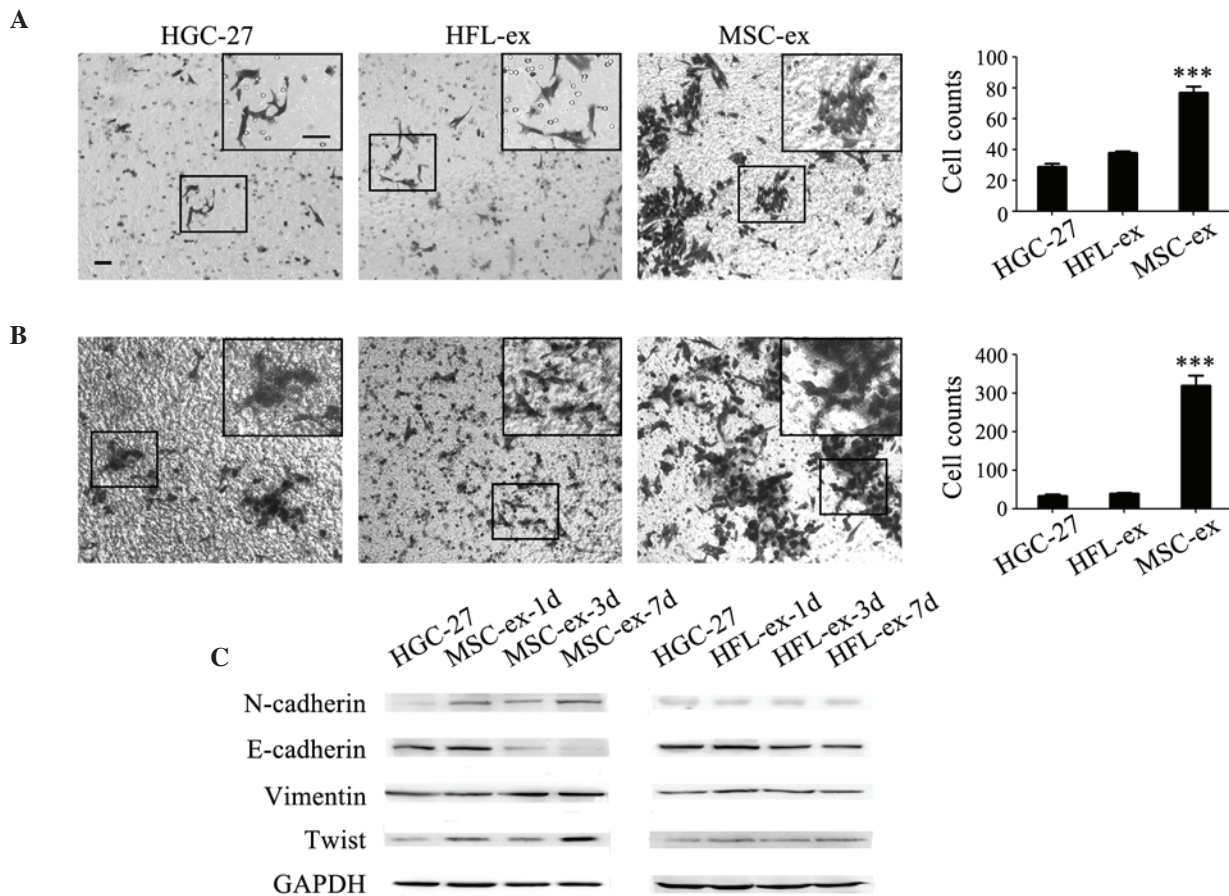 A
HGC-27
HFL-ex
MSC-ex
Cell counts
100
80
60
40
20
0
***
HGC-27
HFL-ex
MSC-ex
B
Cell counts
400
300
200
100
0
***
HGC-27
HFL-ex
MSC-ex
C
HGC-27
MSC-ex-1d
MSC-ex-3d
MSC-ex-7d
HGC-27
HFL-ex-1d
HFL-ex-3d
HFL-ex-7d
N-cadherin
E-cadherin
Vimentin
Twist
GAPDH